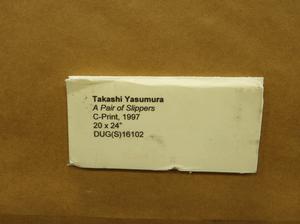 Takashi Yasumura
A Pair of Slippers
C-Print, 1997
20 x 24"
DUG(S)16102